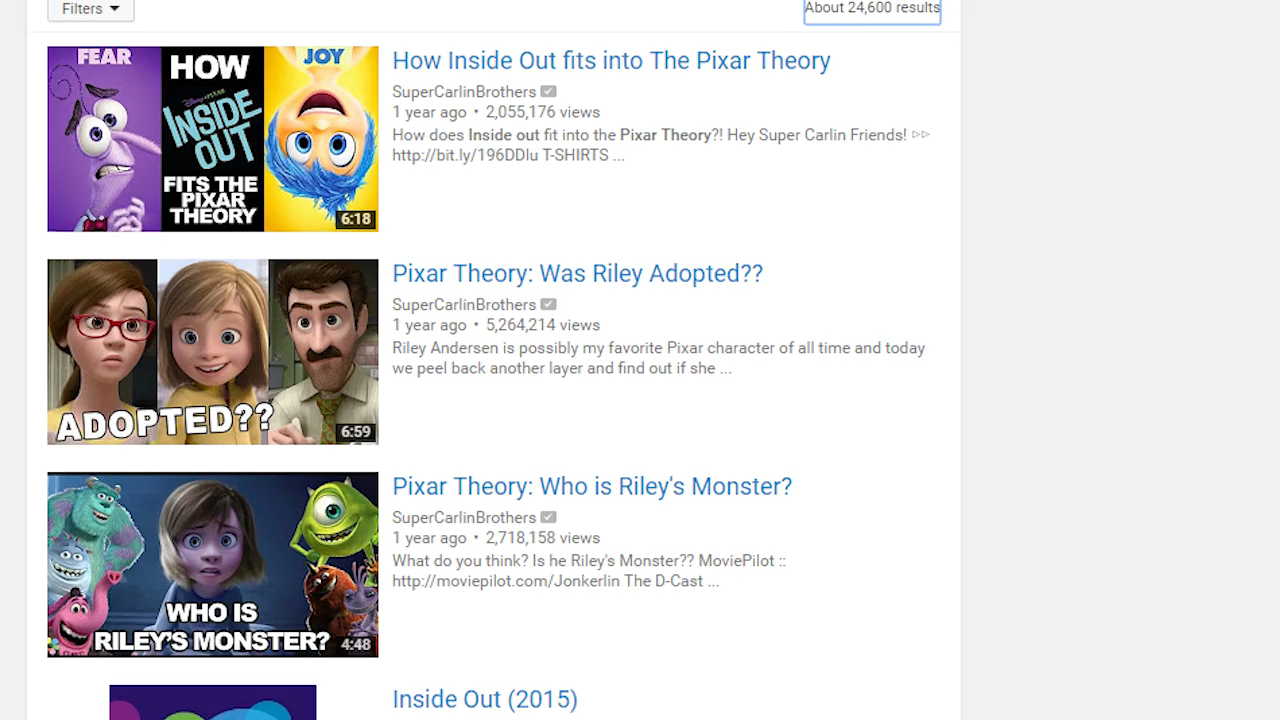 Filters
About 24,600 results
FEAR
HOW
DISNEY·PIXAR
INSIDE
OUT
FITS THE
PIXAR
THEORY
JOY
6:18
How Inside Out fits into The Pixar Theory
SuperCarlinBrothers
1 year ago • 2,055,176 views
How does Inside out fit into the Pixar Theory?! Hey Super Carlin Friends! ▷▷
http://bit.ly/196DDlu T-SHIRTS ...
ADOPTED??
6:59
Pixar Theory: Was Riley Adopted??
SuperCarlinBrothers
1 year ago • 5,264,214 views
Riley Andersen is possibly my favorite Pixar character of all time and today
we peel back another layer and find out if she ...
WHO IS
RILEY'S MONSTER?
4:48
Pixar Theory: Who is Riley's Monster?
SuperCarlinBrothers
1 year ago • 2,718,158 views
What do you think? Is he Riley's Monster?? MoviePilot ::
http://moviepilot.com/Jonkerlin The D-Cast ...
Inside Out (2015)